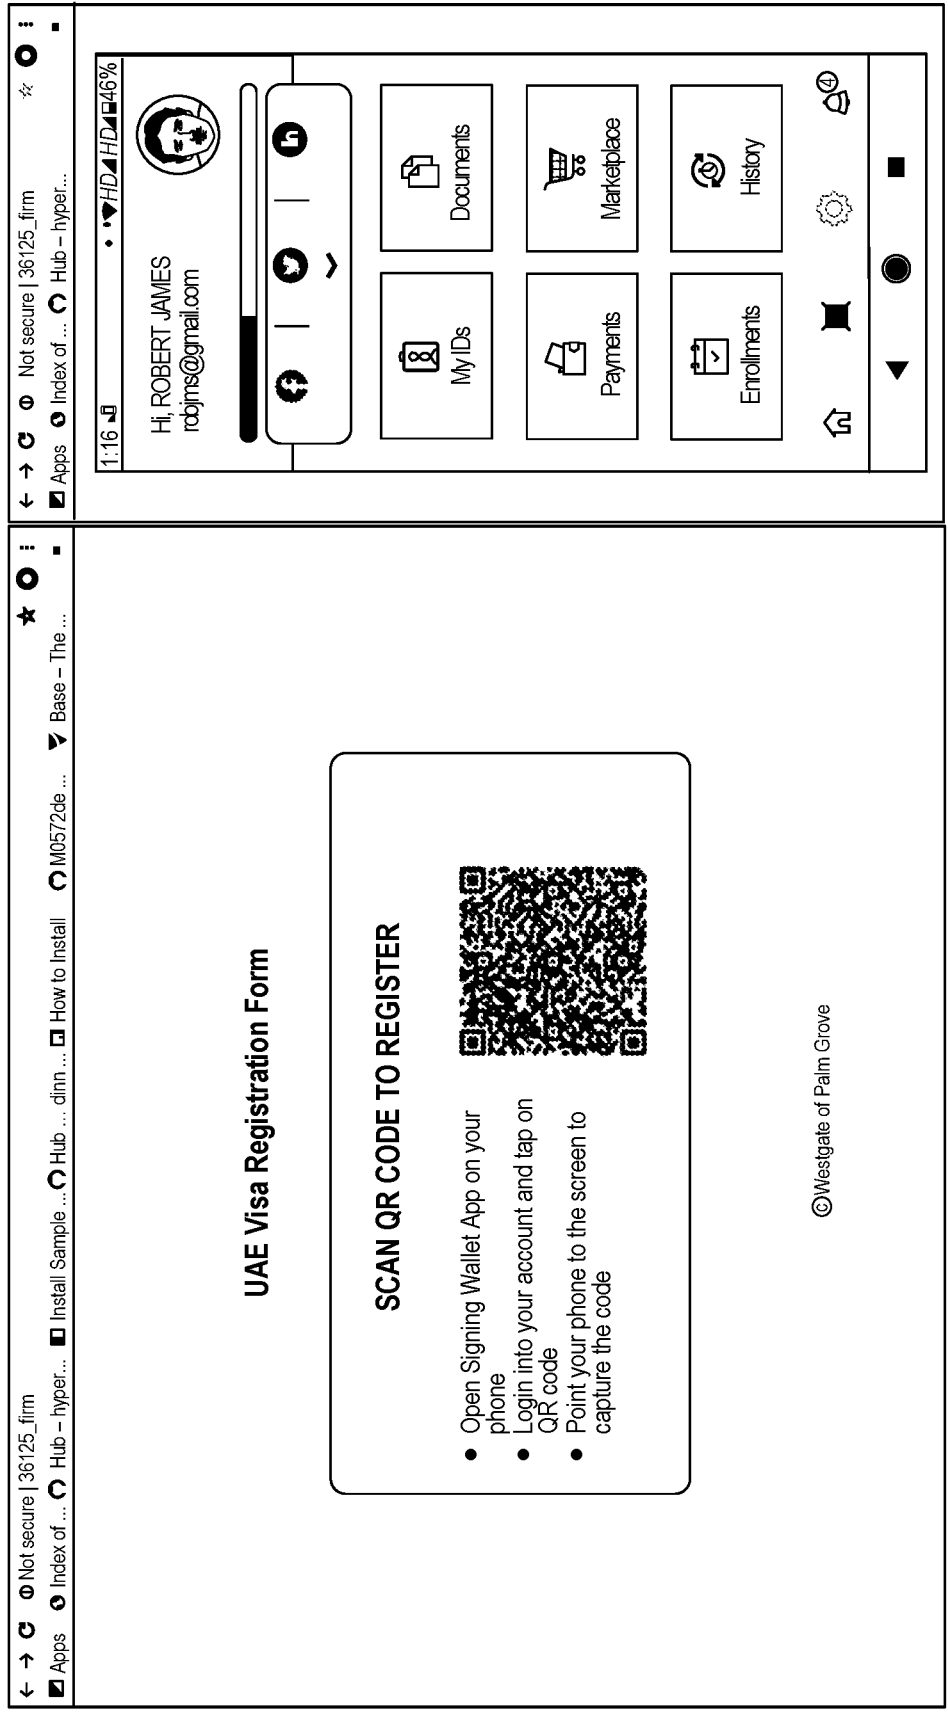 Not secure | 36125_firm
Apps Index of ... Hub – hyper... Install Sample ... Hub ... dinn ... How to Install M0572de ... Base – The ...
UAE Visa Registration Form
SCAN QR CODE TO REGISTER
• Open Signing Wallet App on your
phone
• Login into your account and tap on
QR code
• Point your phone to the screen to
capture the code
©Westgate of Palm Grove
Not secure | 36125_firm
Apps Index of ... Hub – hyper...
1:16 HD HD 46%
Hi, ROBERT JAMES
robjms@gmail.com
My IDs Documents
Payments Marketplace
Enrollments History
4